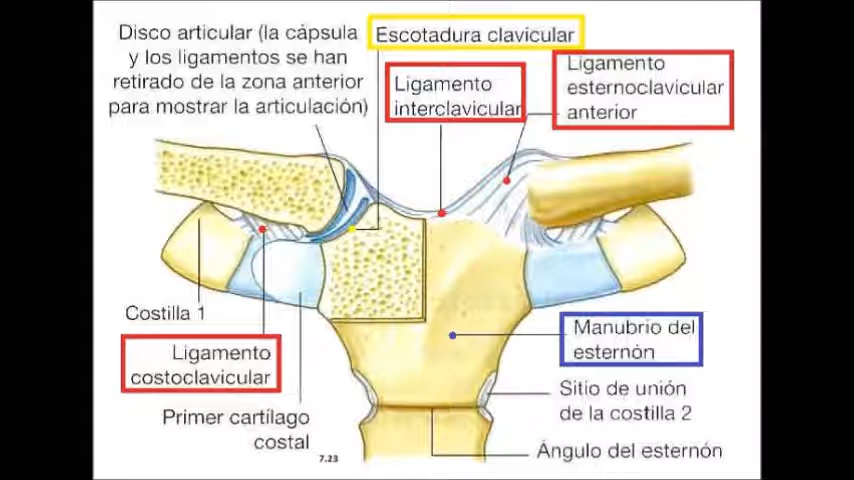 Disco articular (la cápsula
y los ligamentos se han
retirado de la zona anterior
para mostrar la articulación)
Escotadura clavicular
Ligamento
interclavicular
Ligamento
esternoclavicular
anterior
Costilla 1
Ligamento
costoclavicular
Primer cartílago
costal
7.23
Manubrio del
esternón
Sitio de unión
de la costilla 2
Ángulo del esternón